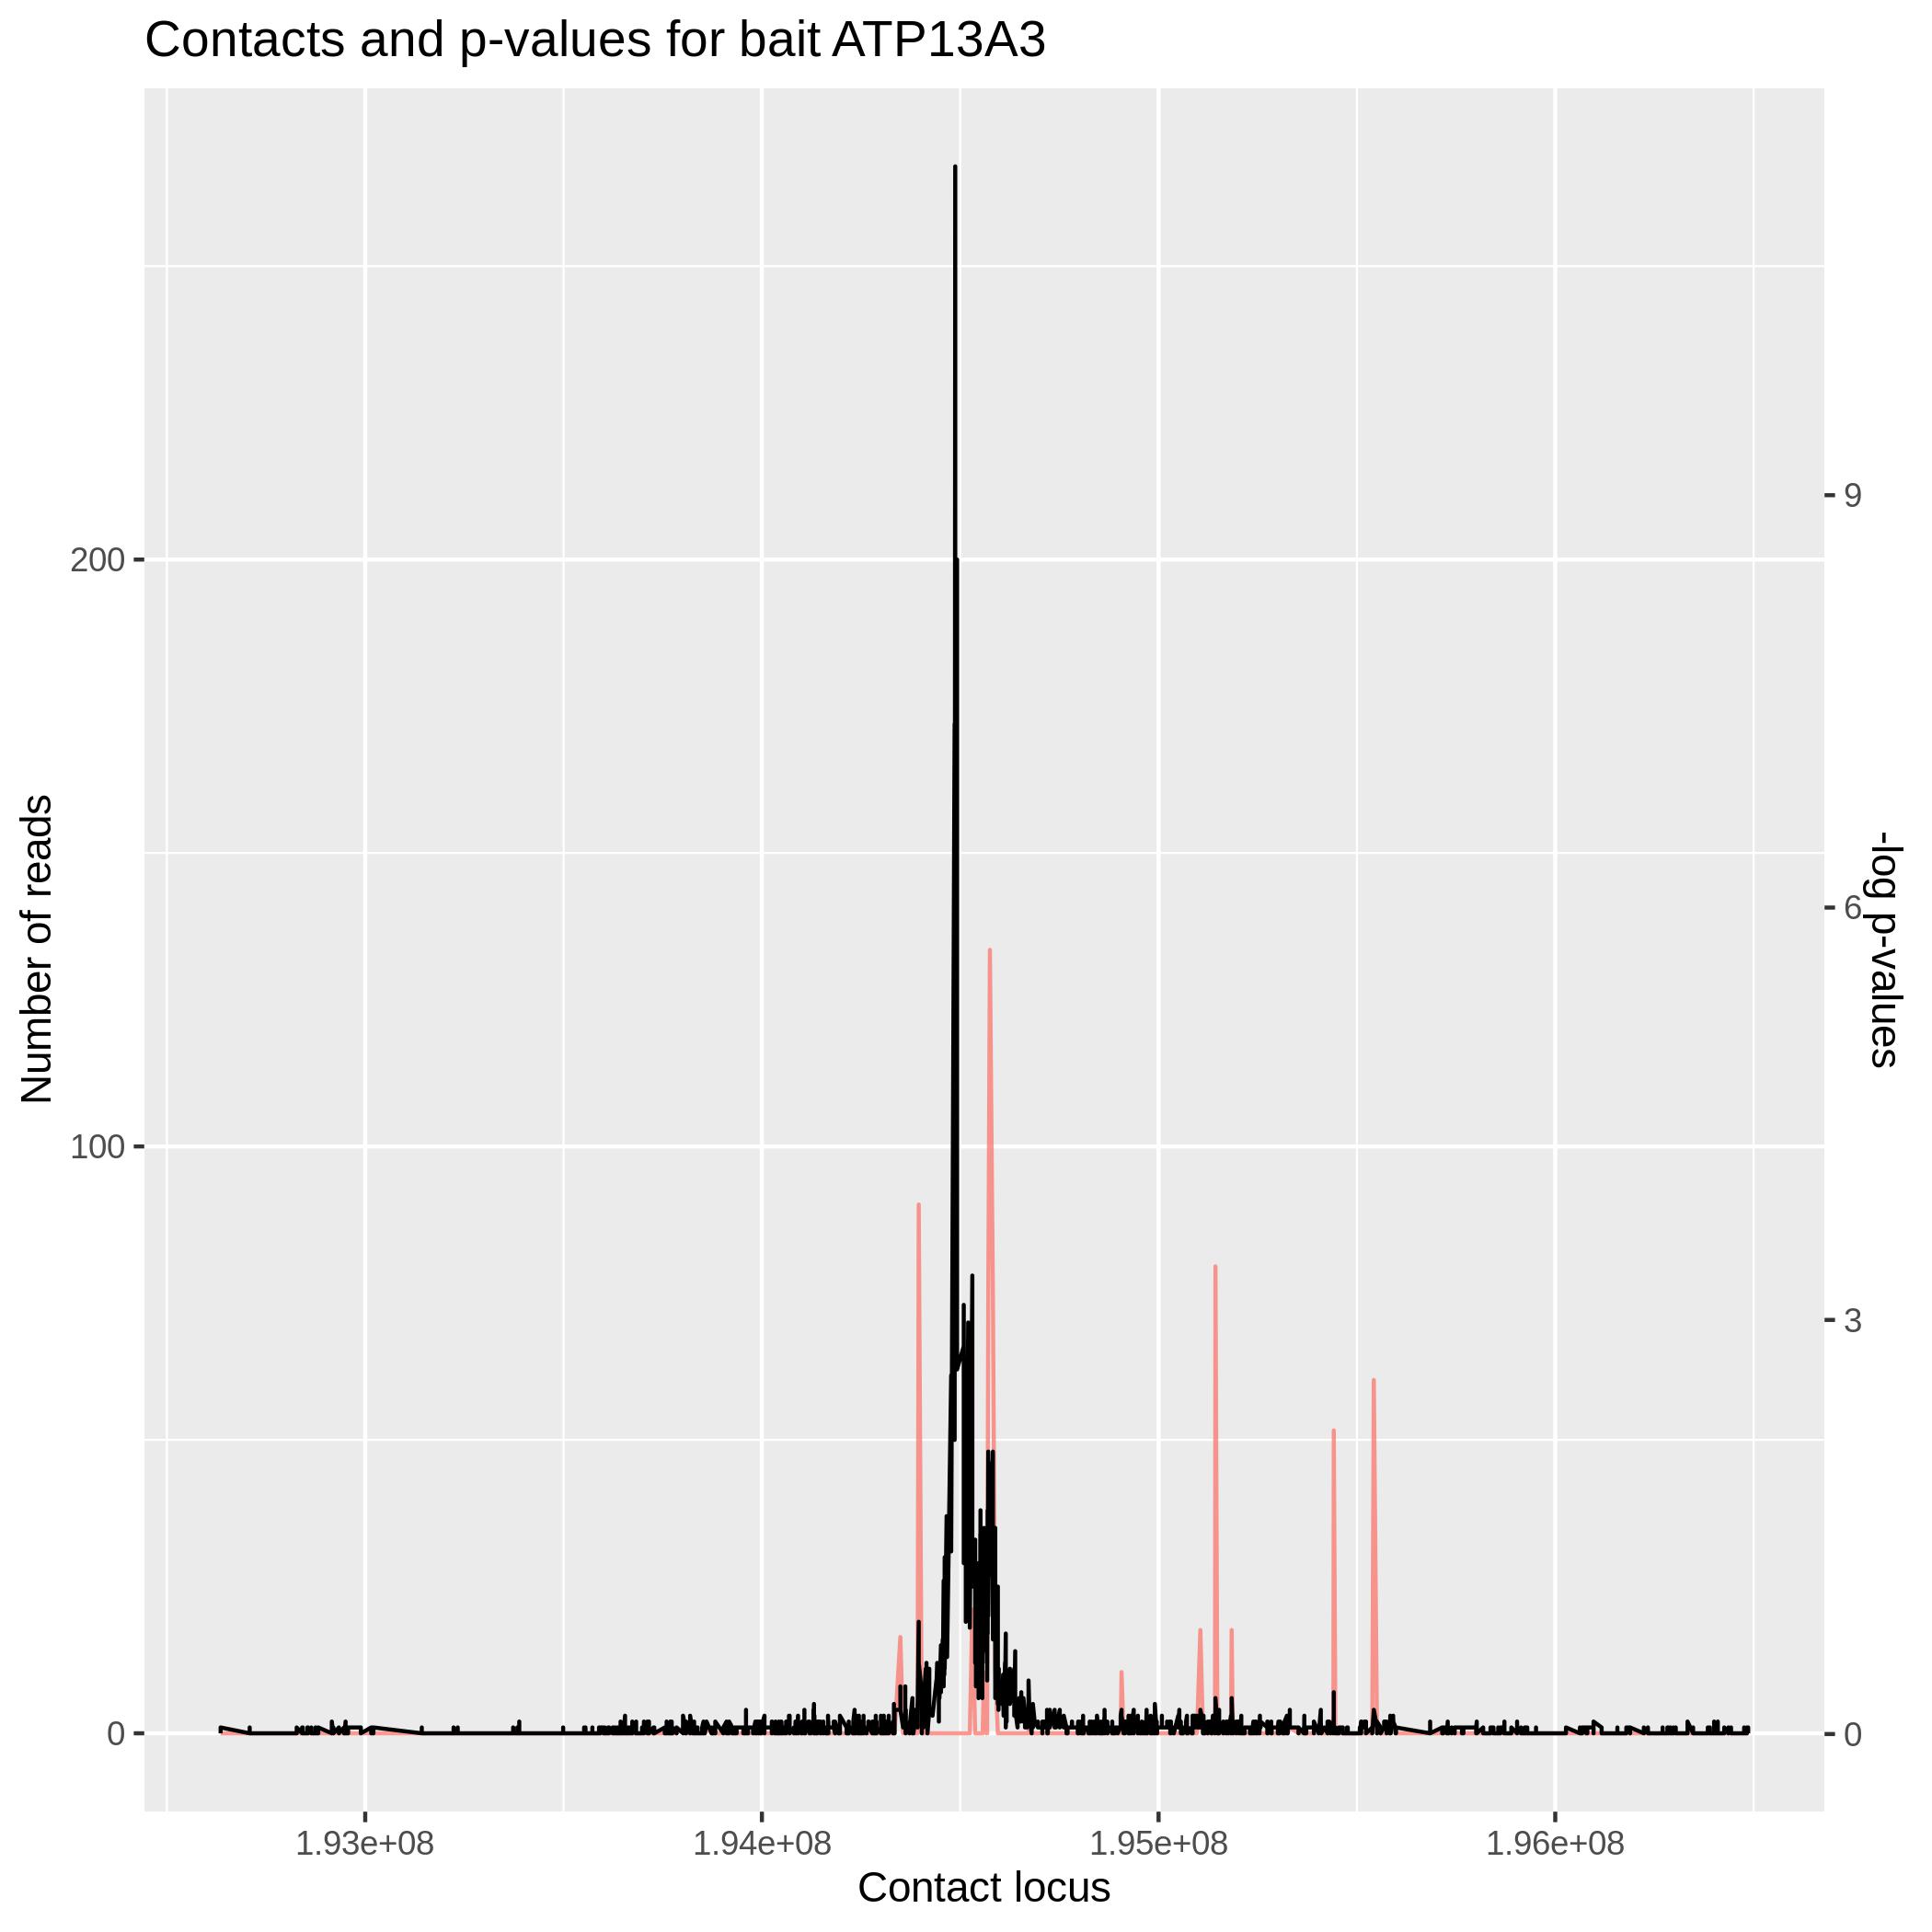 Contacts and p-values for bait ATP13A3
Number of reads
200
100
0
9
6
3
0
-log p-values
1.93e+08
1.94e+08
1.95e+08
1.96e+08
Contact locus